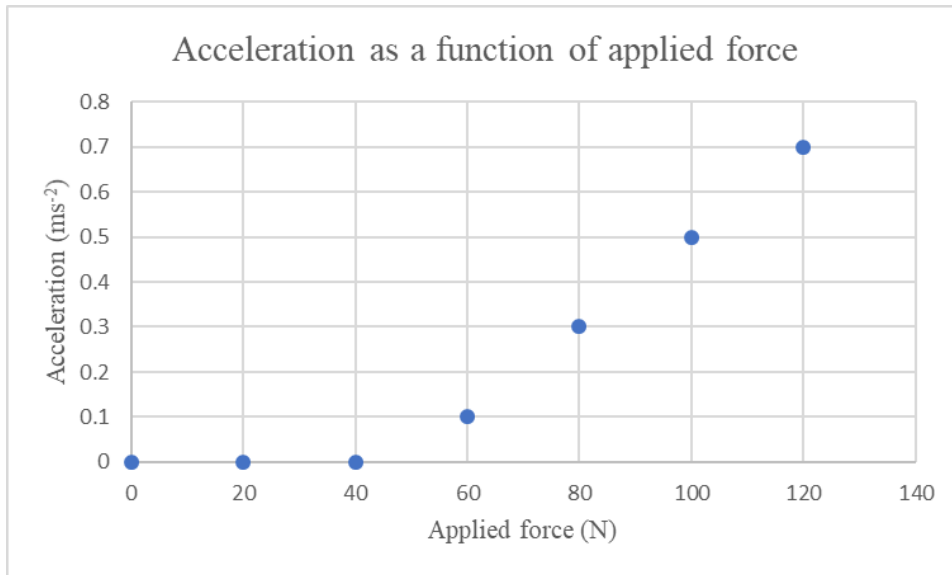 Acceleration as a function of applied force
0.8
0.7
0.6
0.5
0.4
0.3
0.2
0.1
0
Acceleration (ms⁻²)
0 20 40 60 80 100 120 140
Applied force (N)